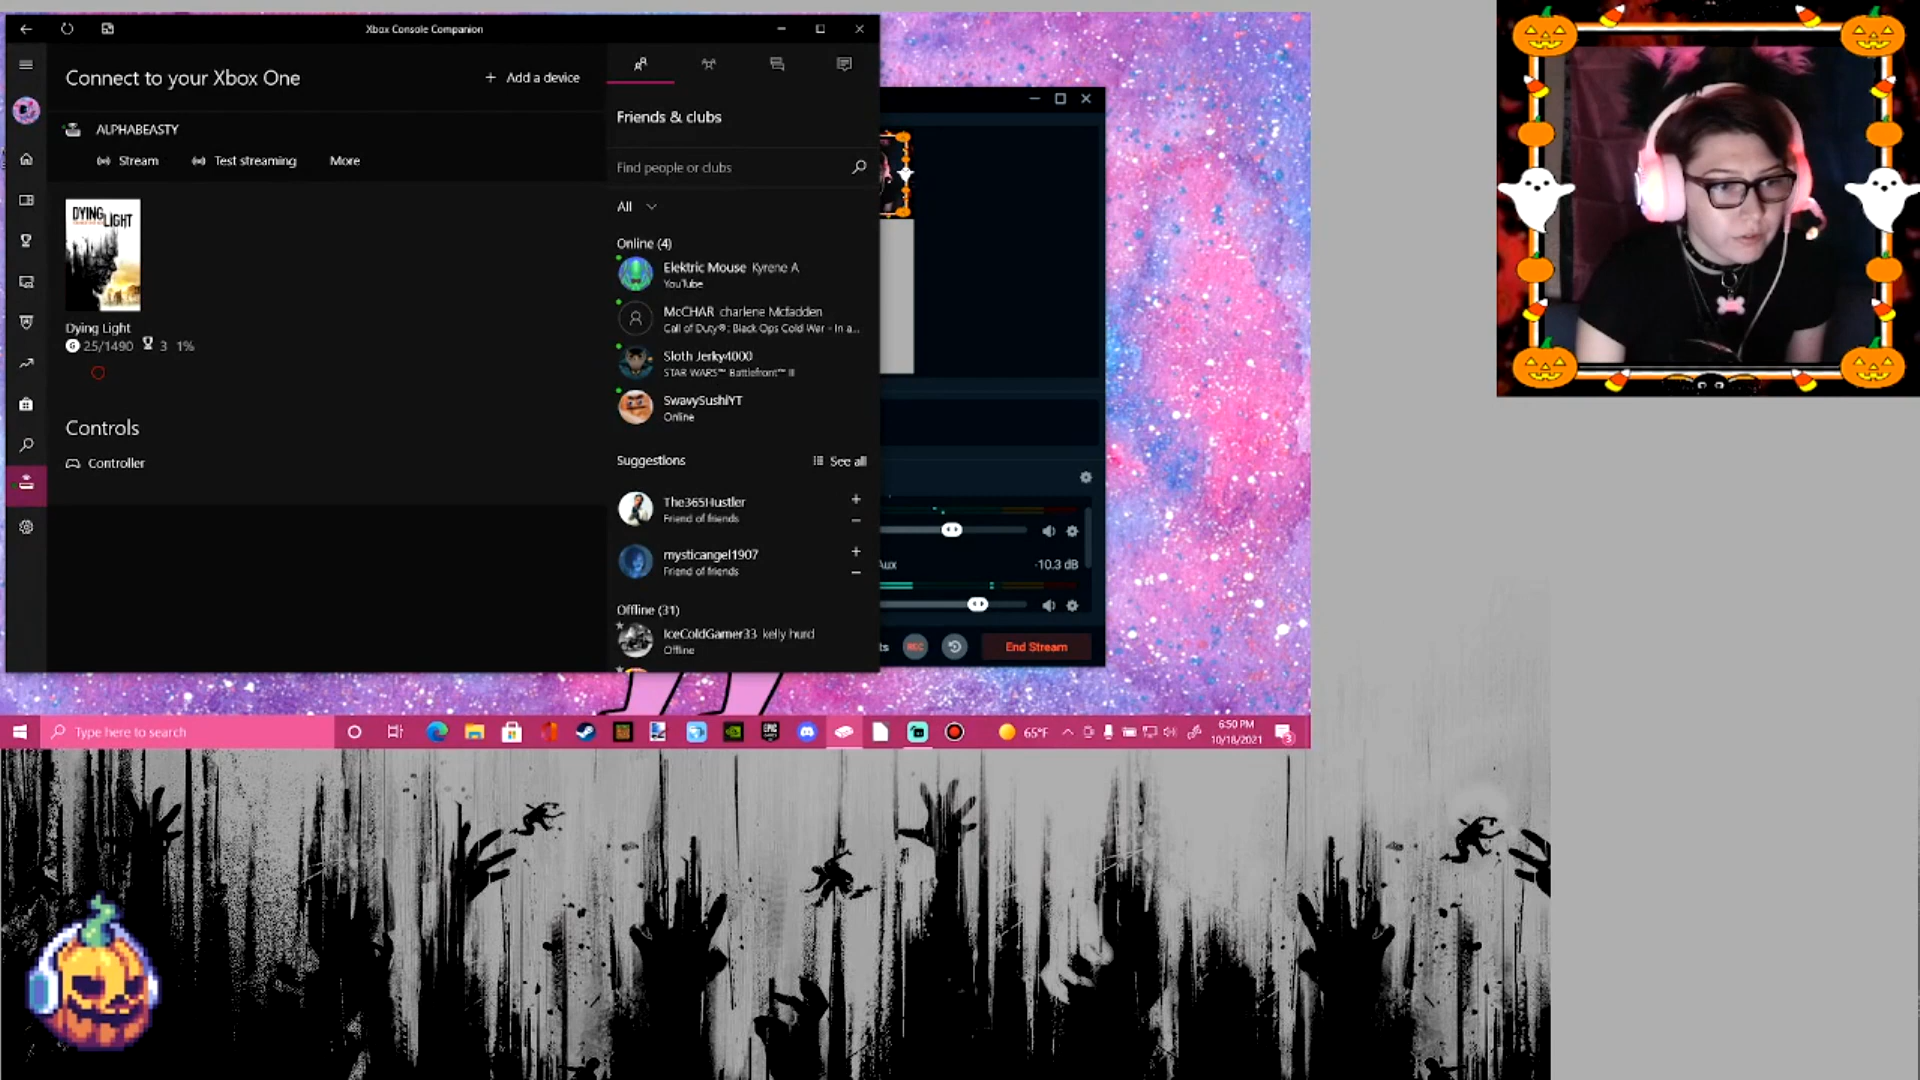 Xbox Console Companion
Connect to your Xbox One
+ Add a device
ALPHABEASTY
Stream
Test streaming
More
DYING LIGHT
Dying Light
G 25/1490 3 1%
Controls
Controller
Friends & clubs
Find people or clubs
All
Online (4)
Elektric Mouse Kyrene A
YouTube
McCHAR charlene Mcfadden
Call of Duty®: Black Ops Cold War - In a...
Sloth Jerky4000
STAR WARS™ Battlefront™ II
SwavySushiYT
Online
Suggestions
See all
The365Hustler
Friend of friends
mysticangel1907
Friend of friends
Offline (31)
IceColdGamer33 kelly hurd
Offline
Aux
-10.3 dB
ts
REC
End Stream
Type here to search
EPIC
65°F
6:50 PM
10/18/2021
3